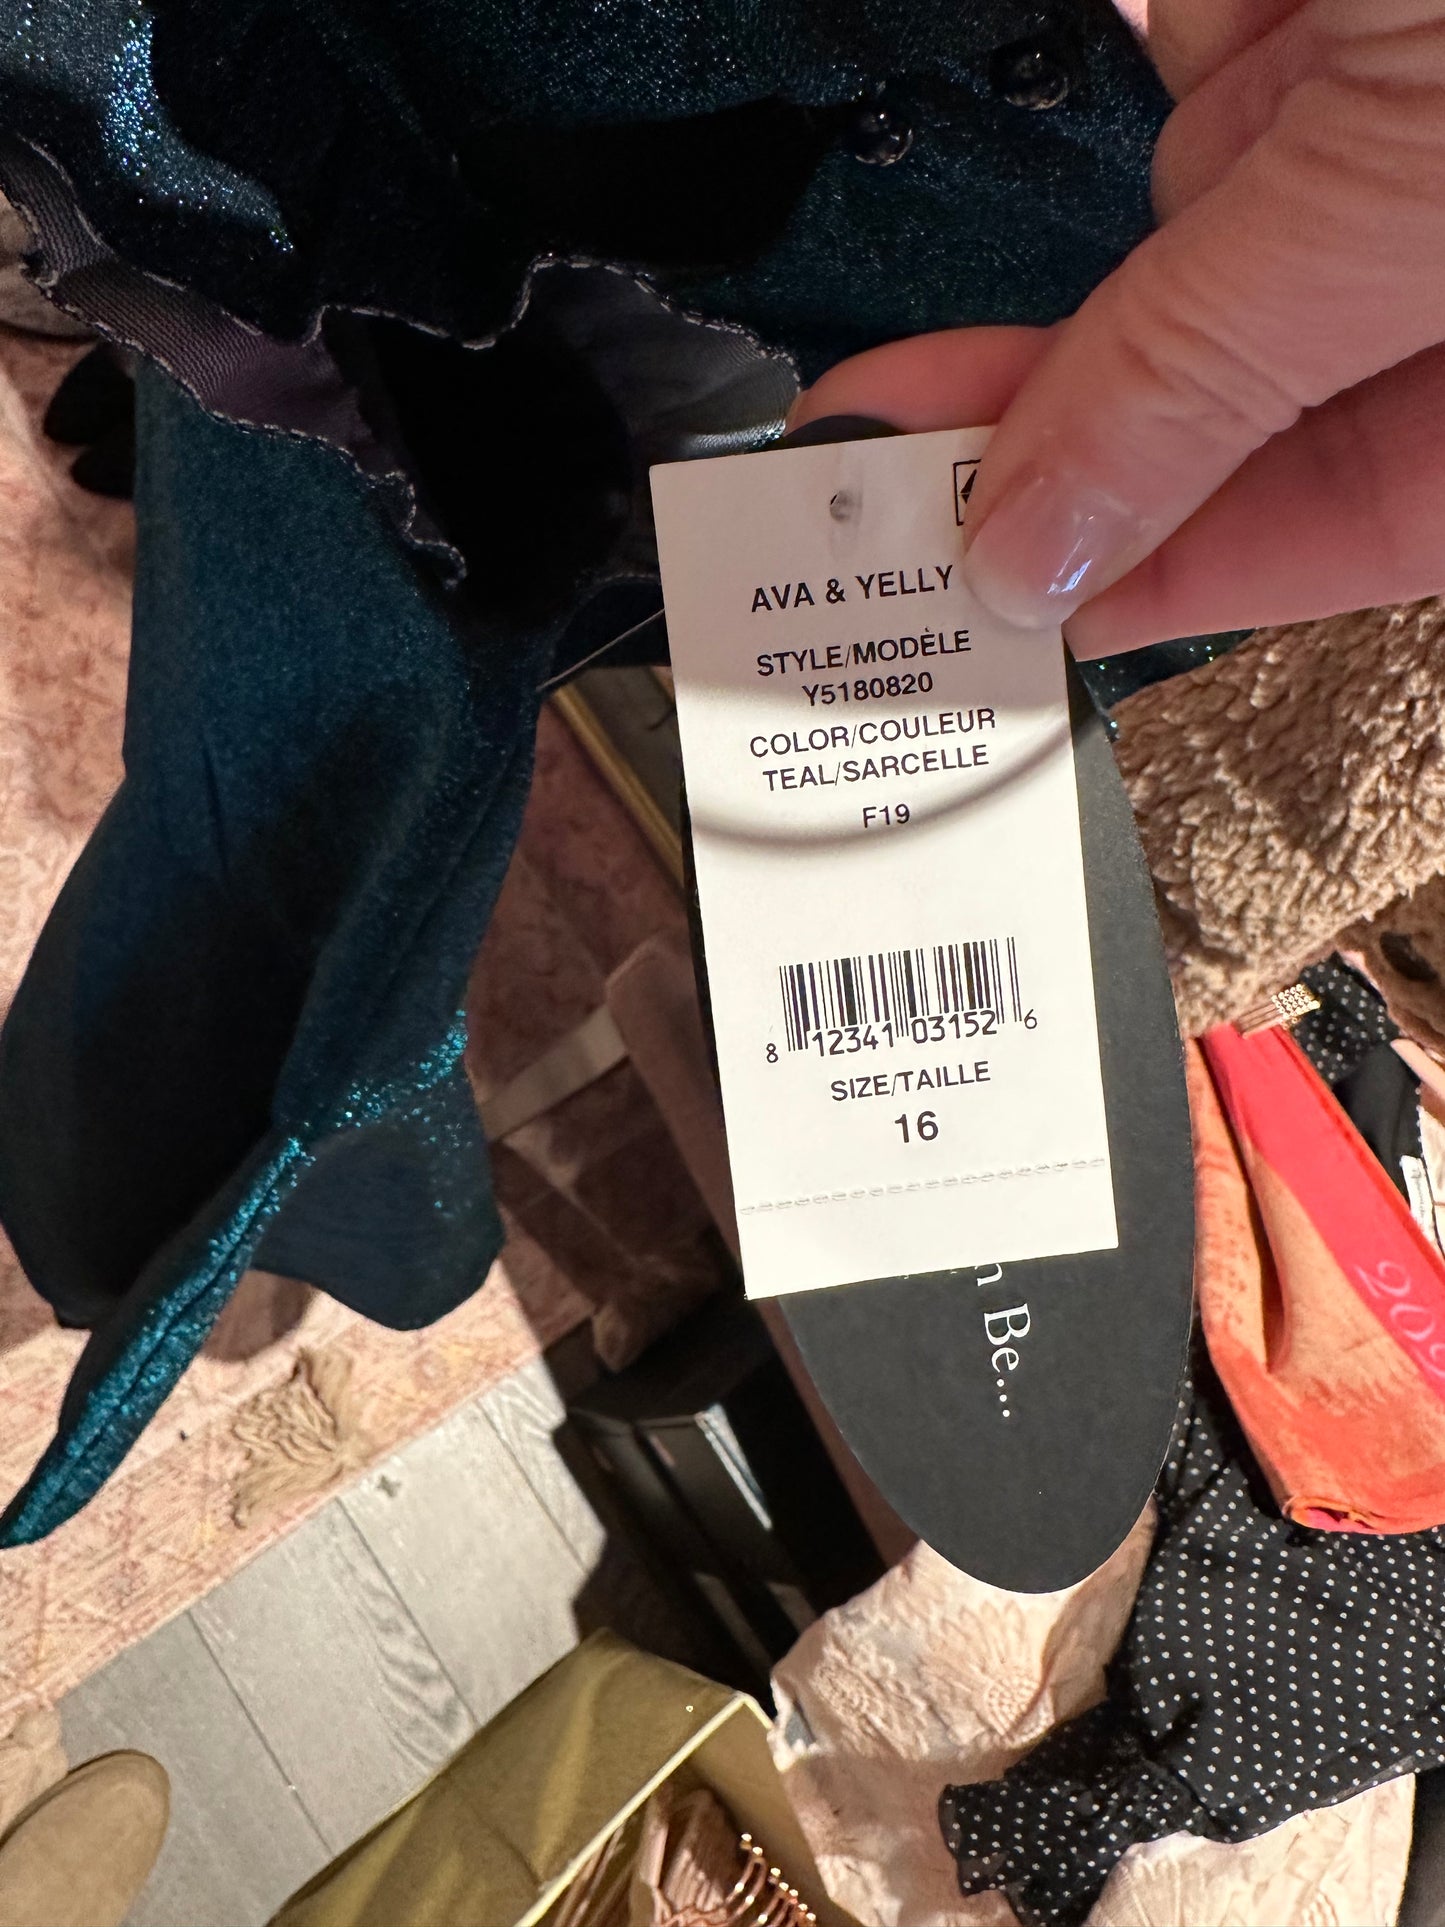 AVA & YELLY
STYLE/MODÈLE
Y5180820
COLOR/COULEUR
TEAL/SARCELLE
F19
8 12341 03152 6
SIZE/TAILLE
16
n Be...